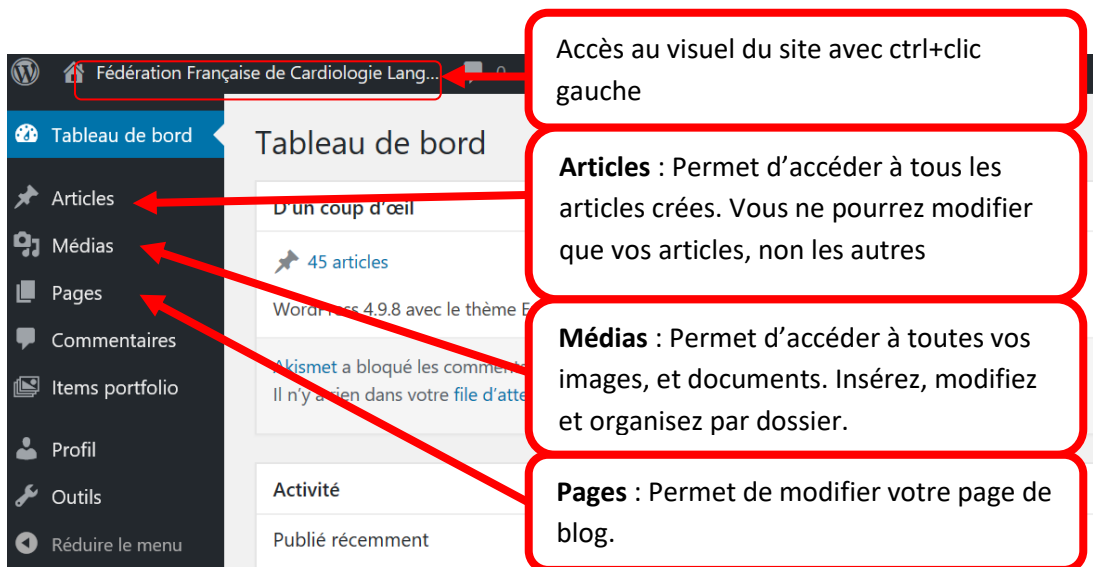 Fédération Française de Cardiologie Lang...
Accès au visuel du site avec ctrl+clic
gauche
Tableau de bord
Articles
Médias
Pages
Commentaires
Items portfolio
Profil
Outils
Réduire le menu
Tableau de bord
D'un coup d'œil
45 articles
WordPress 4.9.8 avec le thème
Akismet a bloqué les
Il n'y a rien dans votre file
Activité
Publié récemment
Articles : Permet d'accéder à tous les
articles crées. Vous ne pourrez modifier
que vos articles, non les autres
Médias : Permet d'accéder à toutes vos
images, et documents. Insérez, modifiez
et organisez par dossier.
Pages : Permet de modifier votre page de
blog.